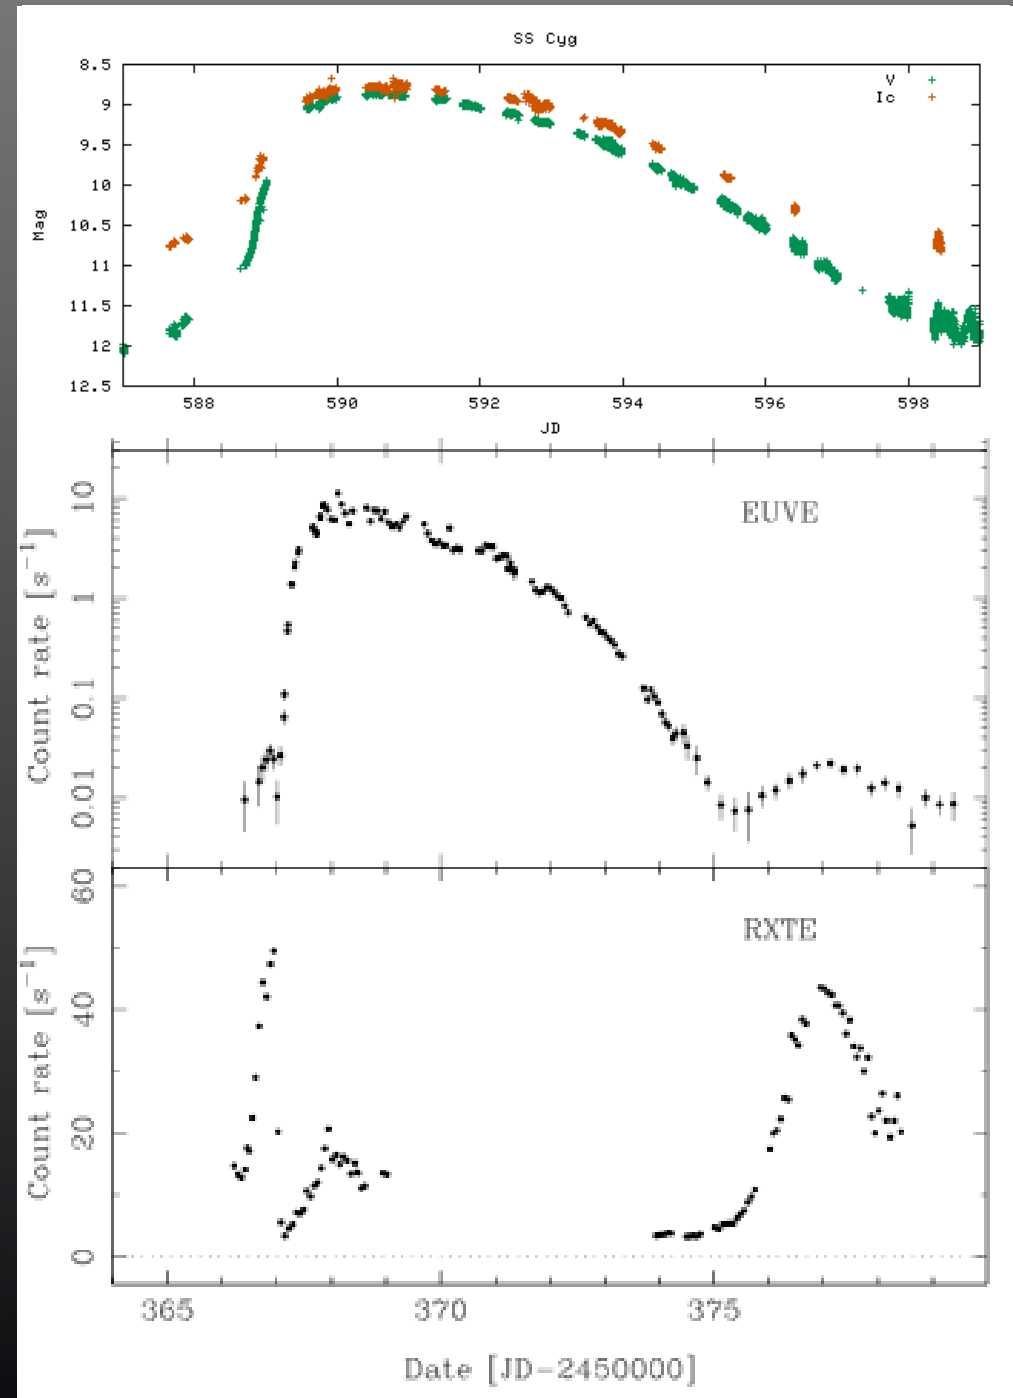 SS Cyg
8.5
9
9.5
10
10.5
11
11.5
12
12.5
Mag
V
Ic
588 590 592 594 596 598
JD
EUVE
10
1
0.1
0.01
Count rate [s⁻¹]
RXTE
60
40
20
0
Count rate [s⁻¹]
365 370 375
Date [JD-2450000]